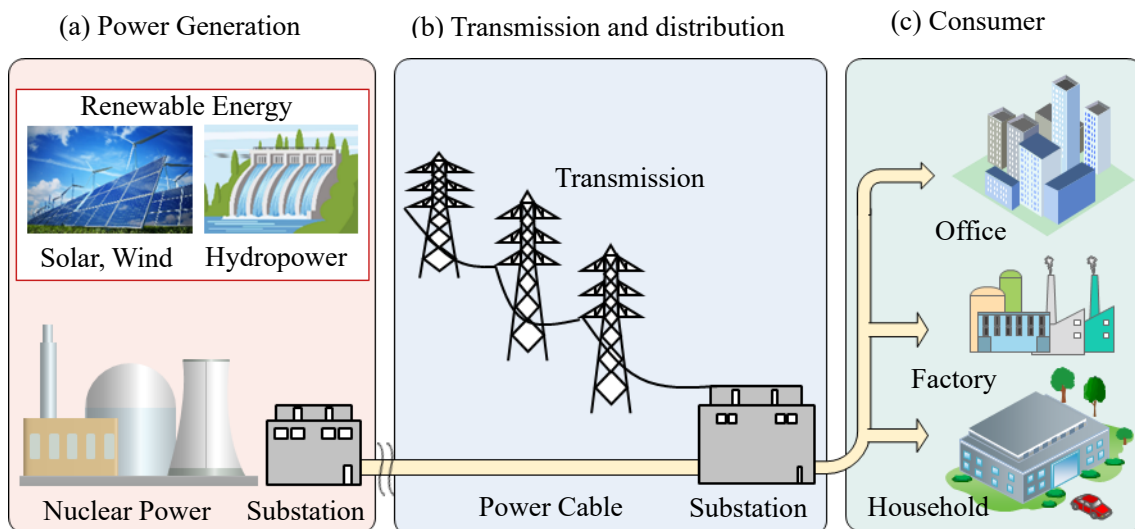 (a) Power Generation
(b) Transmission and distribution
(c) Consumer
Renewable Energy
Solar, Wind
Hydropower
Nuclear Power
Substation
Transmission
Power Cable
Substation
Office
Factory
Household